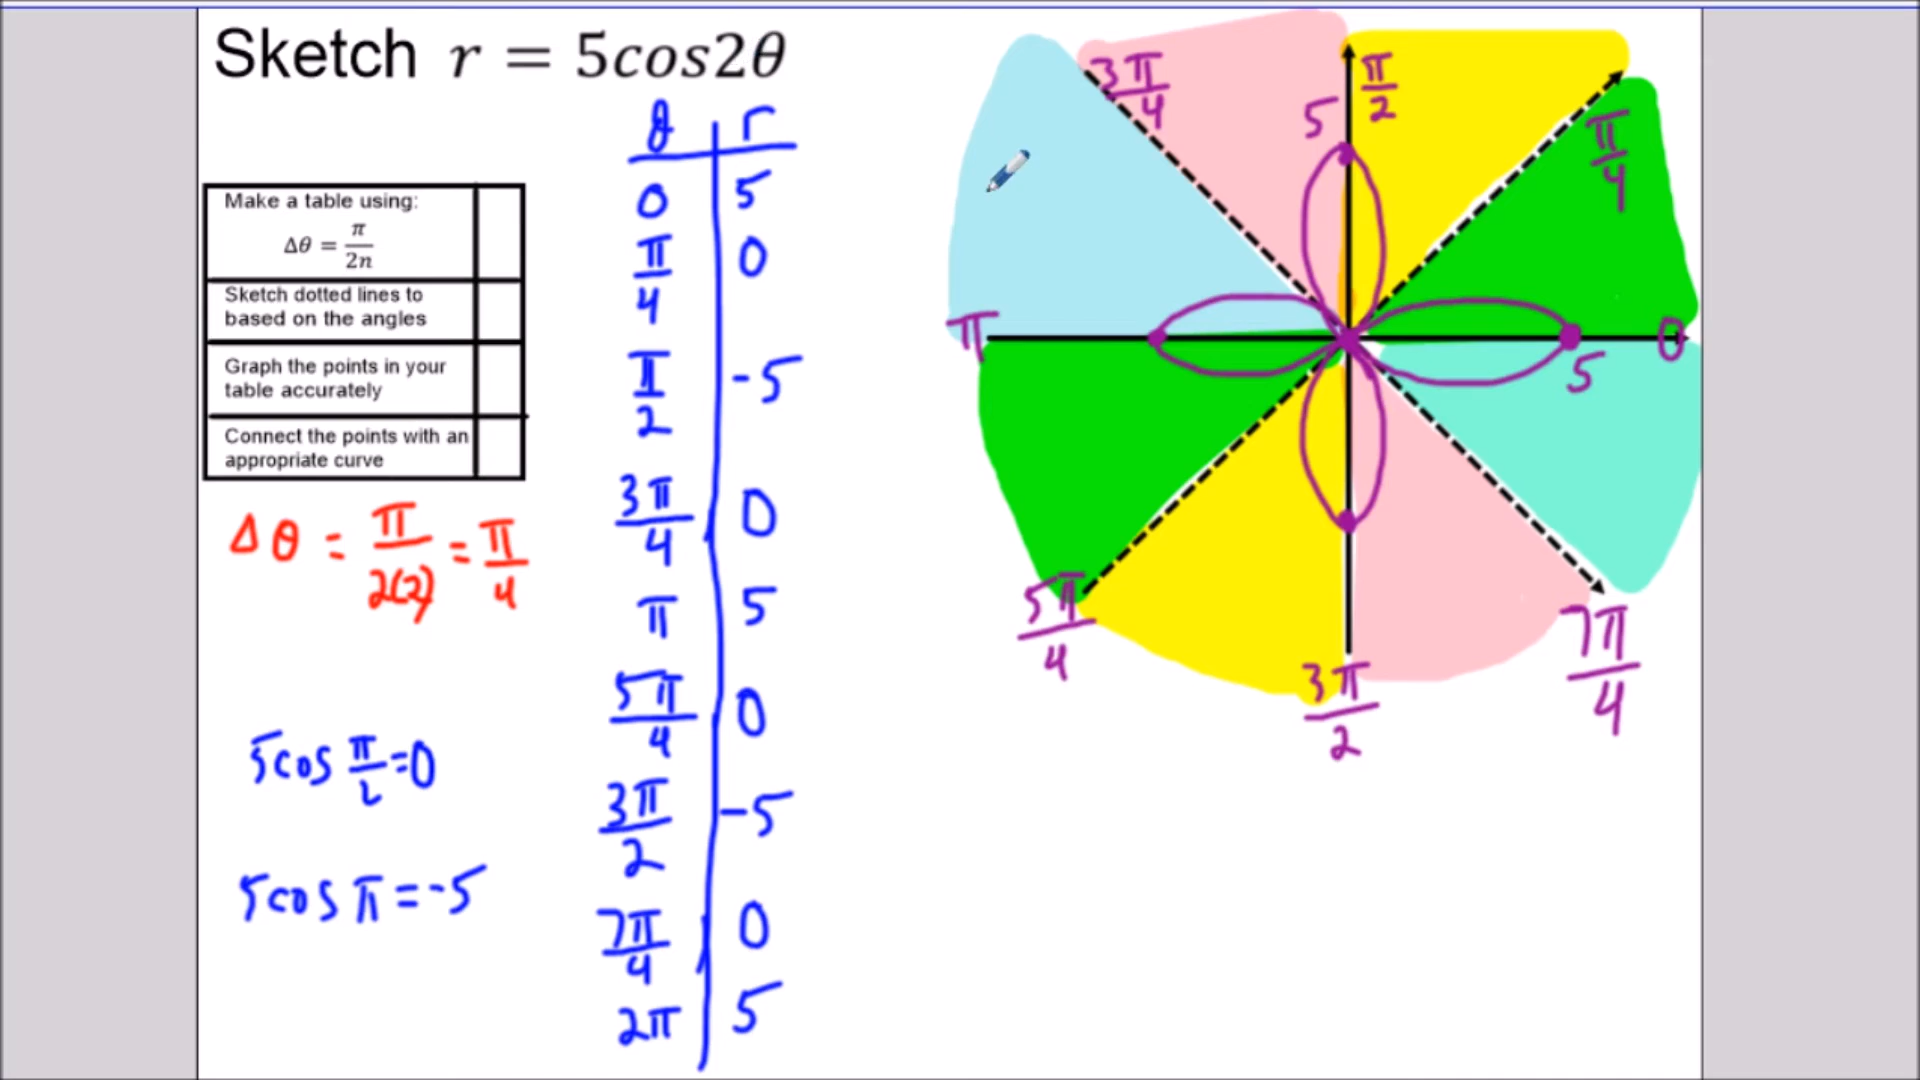 Sketch r = 5cos2θ
Make a table using:
Δθ = π/2n
Sketch dotted lines to
based on the angles
Graph the points in your
table accurately
Connect the points with an
appropriate curve
Δθ = π/2(2) = π/4
5cos π/2 = 0
5cos π = -5
θ r
0 5
π/4 0
π/2 -5
3π/4 0
π 5
5π/4 0
3π/2 -5
7π/4 0
2π 5
3π/4
5
π/2
π/4
π
0
5
5π/4
3π/2
7π/4